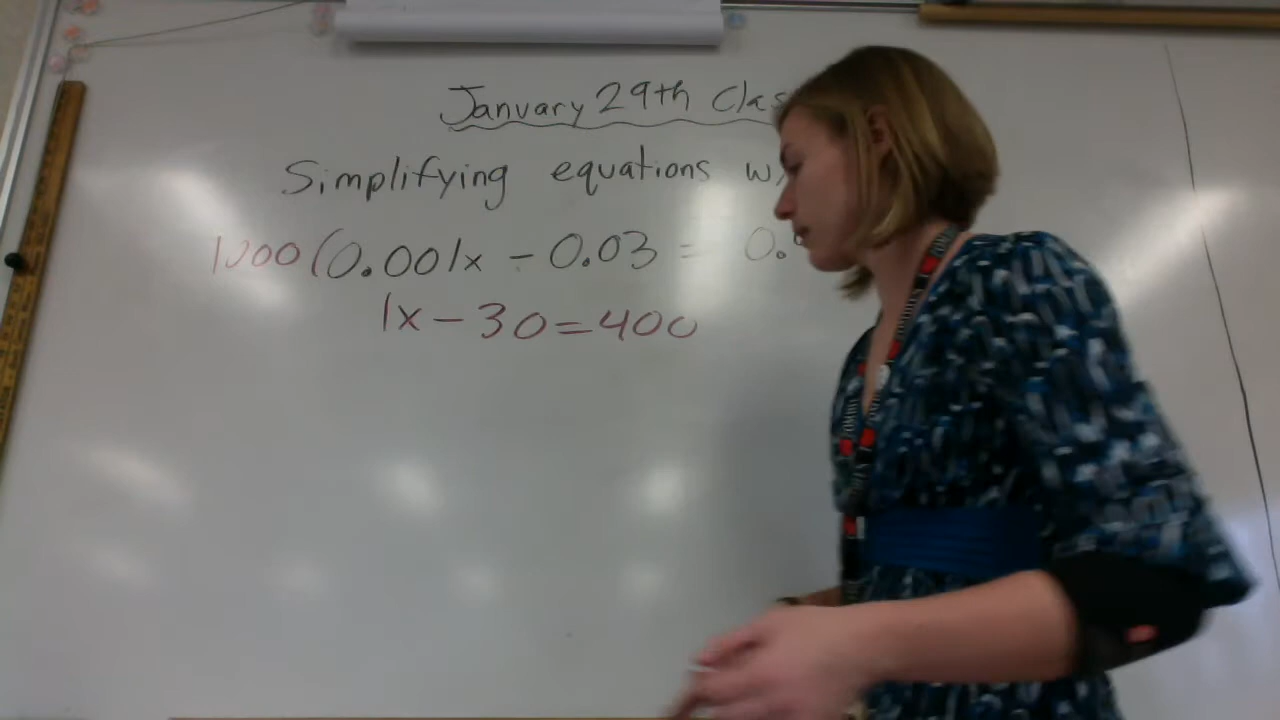 January 29th Clas
Simplifying equations w/
1000(0.001x - 0.03 = 0.
1x - 30 = 400